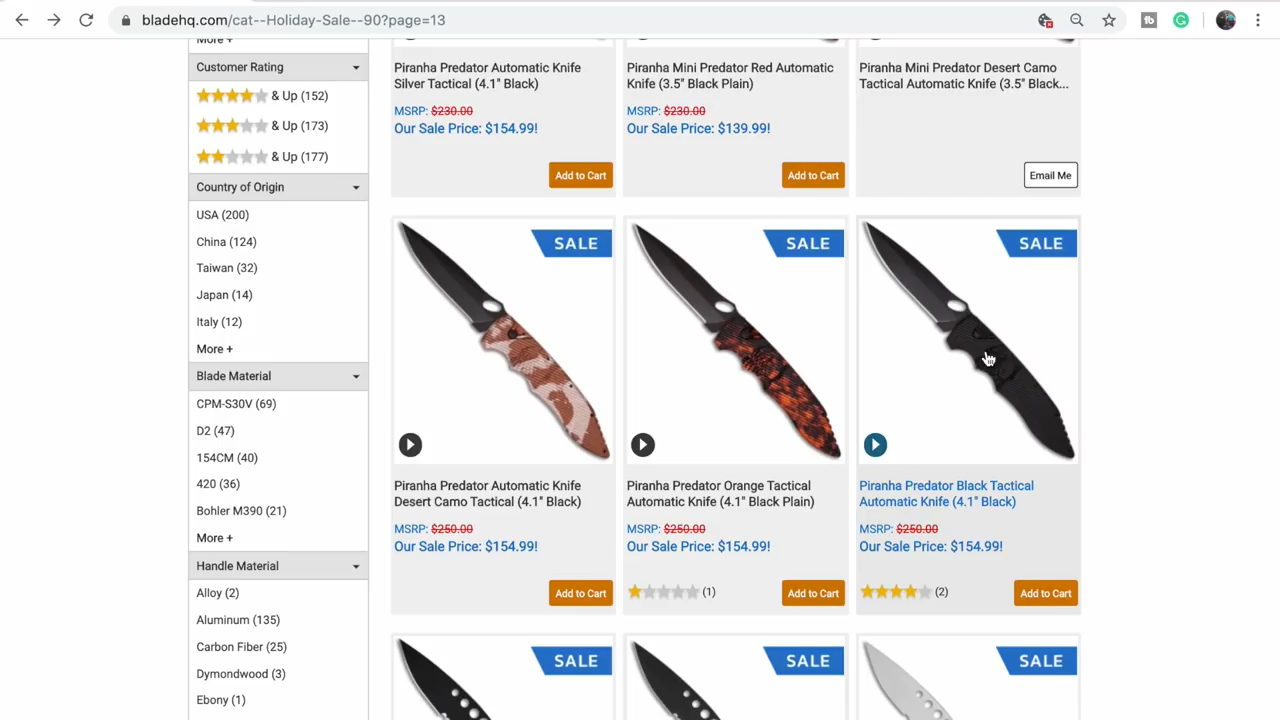 bladehq.com/cat--Holiday-Sale--90?page=13
More +
Customer Rating
& Up (152)
& Up (173)
& Up (177)
Country of Origin
USA (200)
China (124)
Taiwan (32)
Japan (14)
Italy (12)
More +
Blade Material
CPM-S30V (69)
D2 (47)
154CM (40)
420 (36)
Bohler M390 (21)
More +
Handle Material
Alloy (2)
Aluminum (135)
Carbon Fiber (25)
Dymondwood (3)
Ebony (1)
Piranha Predator Automatic Knife
Silver Tactical (4.1" Black)
MSRP: $230.00
Our Sale Price: $154.99!
Add to Cart
Piranha Mini Predator Red Automatic
Knife (3.5" Black Plain)
MSRP: $230.00
Our Sale Price: $139.99!
Add to Cart
Piranha Mini Predator Desert Camo
Tactical Automatic Knife (3.5" Black...
Email Me
SALE
Piranha Predator Automatic Knife
Desert Camo Tactical (4.1" Black)
MSRP: $250.00
Our Sale Price: $154.99!
Add to Cart
SALE
Piranha Predator Orange Tactical
Automatic Knife (4.1" Black Plain)
MSRP: $250.00
Our Sale Price: $154.99!
(1)
Add to Cart
SALE
Piranha Predator Black Tactical
Automatic Knife (4.1" Black)
MSRP: $250.00
Our Sale Price: $154.99!
(2)
Add to Cart
SALE
SALE
SALE